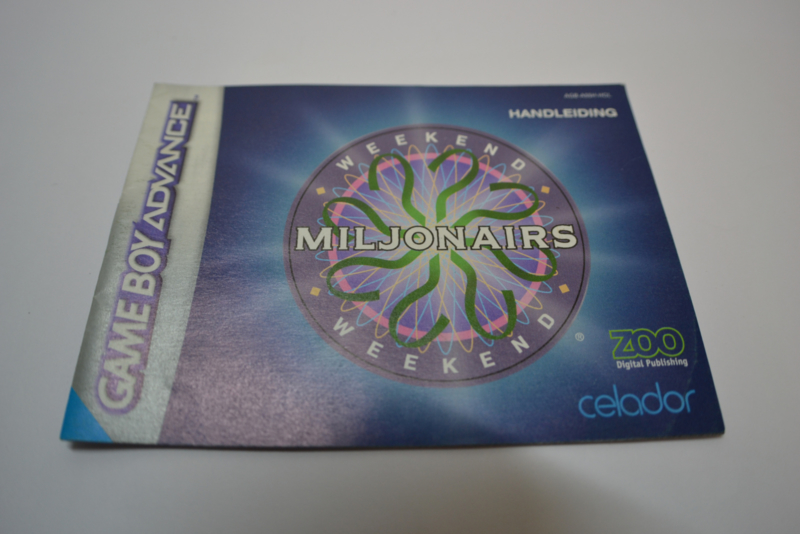 HANDLEIDING
GAME BOY ADVANCE
WEEKEND
MILJONAIRS
WEEKEND
®
ZOO
Digital Publishing
celador